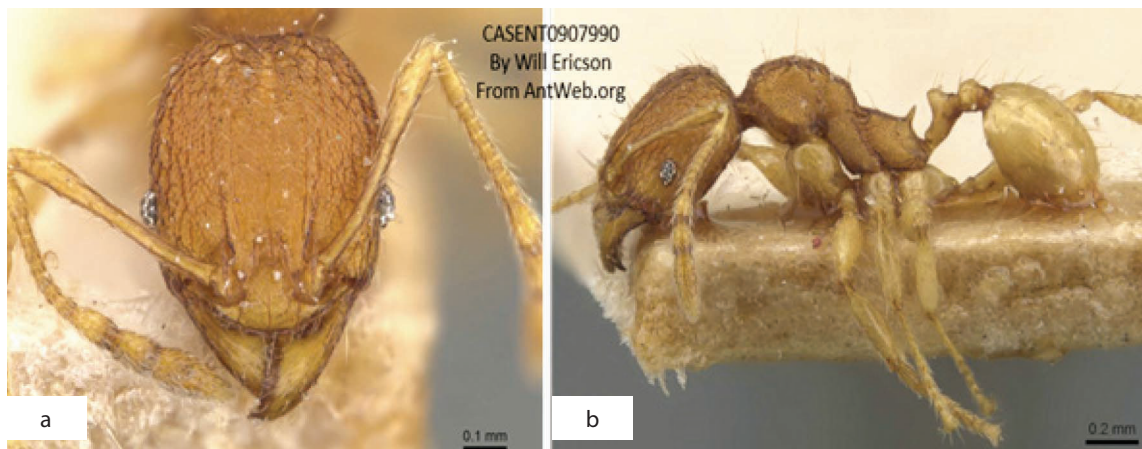 CASENT0907990
By Will Ericson
From AntWeb.org
a
0.1 mm
b
0.2 mm